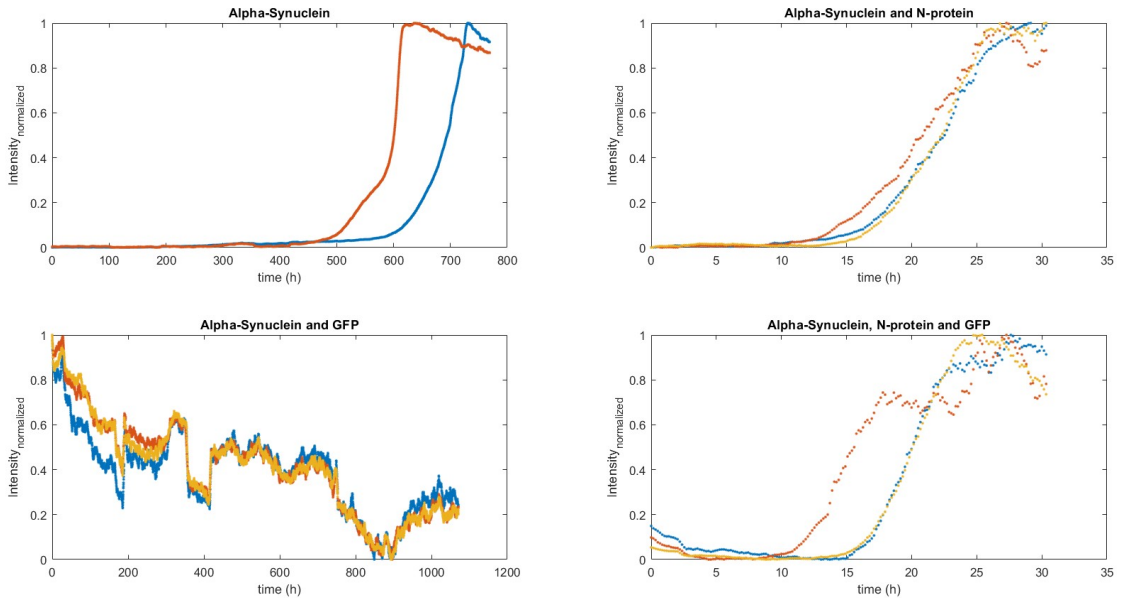 Alpha-Synuclein
1
0.8
0.6
0.4
0.2
0
Intensity normalized
0 100 200 300 400 500 600 700 800
time (h)
Alpha-Synuclein and N-protein
1
0.8
0.6
0.4
0.2
0
Intensity normalized
0 5 10 15 20 25 30 35
time (h)
Alpha-Synuclein and GFP
1
0.8
0.6
0.4
0.2
0
Intensity normalized
0 200 400 600 800 1000 1200
time (h)
Alpha-Synuclein, N-protein and GFP
1
0.8
0.6
0.4
0.2
0
Intensity normalized
0 5 10 15 20 25 30 35
time (h)